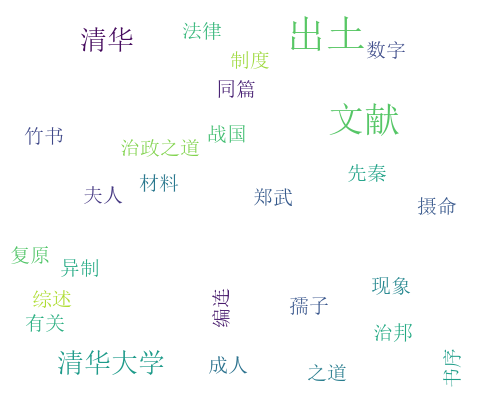 法律
出土
清华
数字
制度
同篇
文献
竹书
战国
治政之道
先秦
材料
夫人
郑武
摄命
复原
异制
现象
综述
编连
孺子
有关
治邦
清华大学
成人
之道
书序